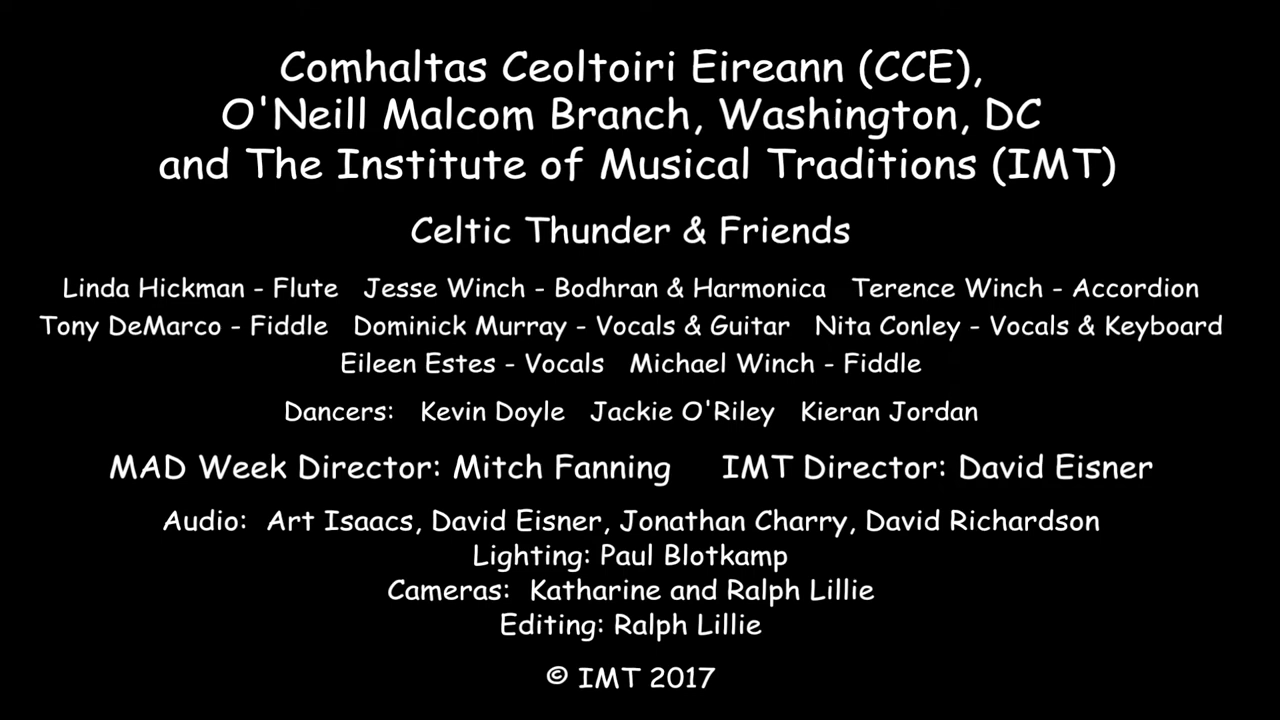 Comhaltas Ceoltoiri Eireann (CCE),
O'Neill Malcom Branch, Washington, DC
and The Institute of Musical Traditions (IMT)
Celtic Thunder & Friends
Linda Hickman - Flute Jesse Winch - Bodhran & Harmonica Terence Winch - Accordion
Tony DeMarco - Fiddle Dominick Murray - Vocals & Guitar Nita Conley - Vocals & Keyboard
Eileen Estes - Vocals Michael Winch - Fiddle
Dancers: Kevin Doyle Jackie O'Riley Kieran Jordan
MAD Week Director: Mitch Fanning IMT Director: David Eisner
Audio: Art Isaacs, David Eisner, Jonathan Charry, David Richardson
Lighting: Paul Blotkamp
Cameras: Katharine and Ralph Lillie
Editing: Ralph Lillie
© IMT 2017